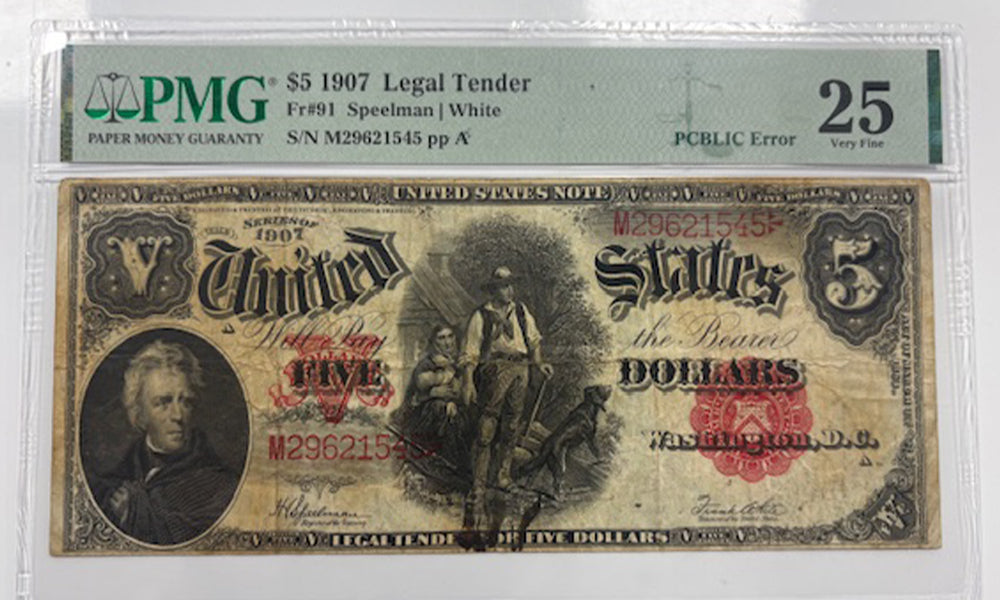 PMG®
PAPER MONEY GUARANTY
$5 1907 Legal Tender
Fr#91 Speelman | White
S/N M29621545 pp A
PCBLIC Error
25
Very Fine
UNITED STATES NOTE
SERIES OF
1907
M29621545
V
United States
5
Will Pay the Bearer
FIVE DOLLARS
Washington, D.C.
M29621545
LEGAL TENDER FOR FIVE DOLLARS